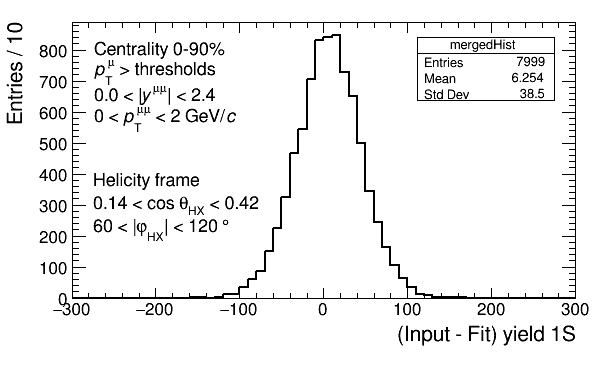 Entries / 10
800
700
600
500
400
300
200
100
0
Centrality 0-90%
p_T^μ > thresholds
0.0 < |y^μμ| < 2.4
0 < p_T^μμ < 2 GeV/c
Helicity frame
0.14 < cos θ_HX < 0.42
60 < |φ_HX| < 120 °
mergedHist
Entries 7999
Mean 6.254
Std Dev 38.5
−300 −200 −100 0 100 200 300
(Input - Fit) yield 1S